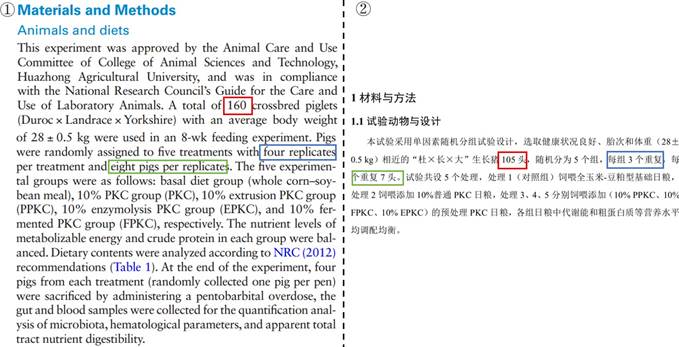 ① Materials and Methods
Animals and diets
This experiment was approved by the Animal Care and Use
Committee of College of Animal Sciences and Technology,
Huazhong Agricultural University, and was in compliance
with the National Research Council's Guide for the Care and
Use of Laboratory Animals. A total of 160 crossbred piglets
(Duroc × Landrace × Yorkshire) with an average body weight
of 28 ± 0.5 kg were used in an 8-wk feeding experiment. Pigs
were randomly assigned to five treatments with four replicates
per treatment and eight pigs per replicates. The five experimen-
tal groups were as follows: basal diet group (whole corn–soy-
bean meal), 10% PKC group (PKC), 10% extrusion PKC group
(PPKC), 10% enzymolysis PKC group (EPKC), and 10% fer-
mented PKC group (FPKC), respectively. The nutrient levels of
metabolizable energy and crude protein in each group were bal-
anced. Dietary contents were analyzed according to NRC (2012)
recommendations (Table 1). At the end of the experiment, four
pigs from each treatment (randomly collected one pig per pen)
were sacrificed by administering a pentobarbital overdose, the
gut and blood samples were collected for the quantification anal-
ysis of microbiota, hematological parameters, and apparent total
tract nutrient digestibility.
②
1 材料与方法
1.1 试验动物与设计
本试验采用单因素随机分组试验设计，选取健康状况良好、胎次和体重（28±
0.5 kg）相近的“杜×长×大”生长猪 105 头，随机分为 5 个组，每组 3 个重复，每
个重复 7 头。试验共设 5 个处理，处理 1（对照组）饲喂全玉米-豆粕型基础日粮，
处理 2 饲喂添加 10%普通 PKC 日粮，处理 3、4、5 分别饲喂添加（10% PPKC、10%
FPKC、10% EPKC）的预处理 PKC 日粮，各组日粮中代谢能和粗蛋白质等营养水平
均调配均衡。